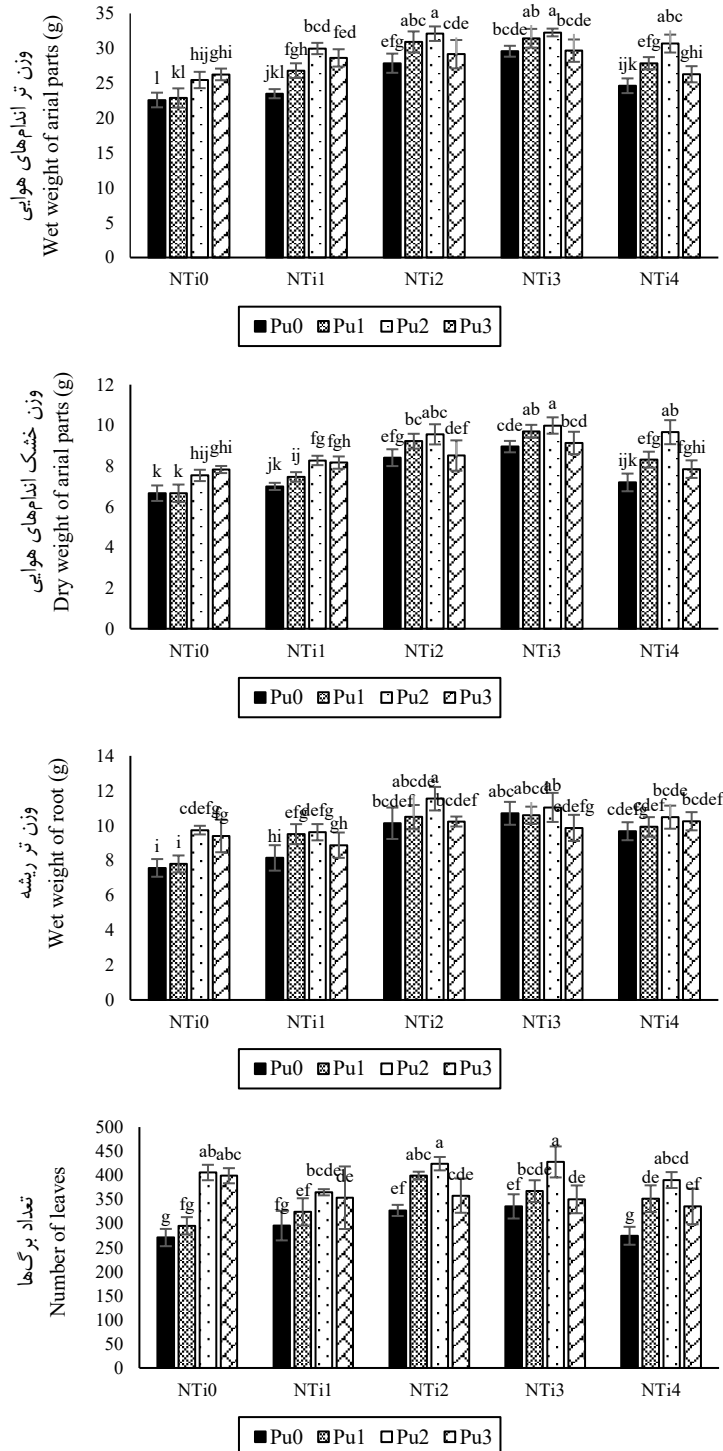 وزن تر اندام‌های هوایی
Wet weight of arial parts (g)
35
30
25
20
15
10
5
0
l kl hij ghi
jkl fgh bcd fed
efg abc a cde
bcde ab a bcde
ijk efg abc ghi
NTi0 NTi1 NTi2 NTi3 NTi4
Pu0 Pu1 Pu2 Pu3
وزن خشک اندام‌های هوایی
Dry weight of arial parts (g)
12
10
8
6
4
2
0
k k hij ghi
jk ij fg fgh
efg bc abc def
cde ab a bcd
ijk efg ab fghi
NTi0 NTi1 NTi2 NTi3 NTi4
Pu0 Pu1 Pu2 Pu3
وزن تر ریشه
Wet weight of root (g)
14
12
10
8
6
4
2
0
i i cdefg fg
hi efg defg gh
bcdef abcde a bcdef
abc abcd ab cdefg
cdefg cdef bcde bcdef
NTi0 NTi1 NTi2 NTi3 NTi4
Pu0 Pu1 Pu2 Pu3
تعداد برگ‌ها
Number of leaves
500
450
400
350
300
250
200
150
100
50
0
g fg ab abc
fg ef bcde de
ef abc a cde
ef bcde a de
g de abcd ef
NTi0 NTi1 NTi2 NTi3 NTi4
Pu0 Pu1 Pu2 Pu3